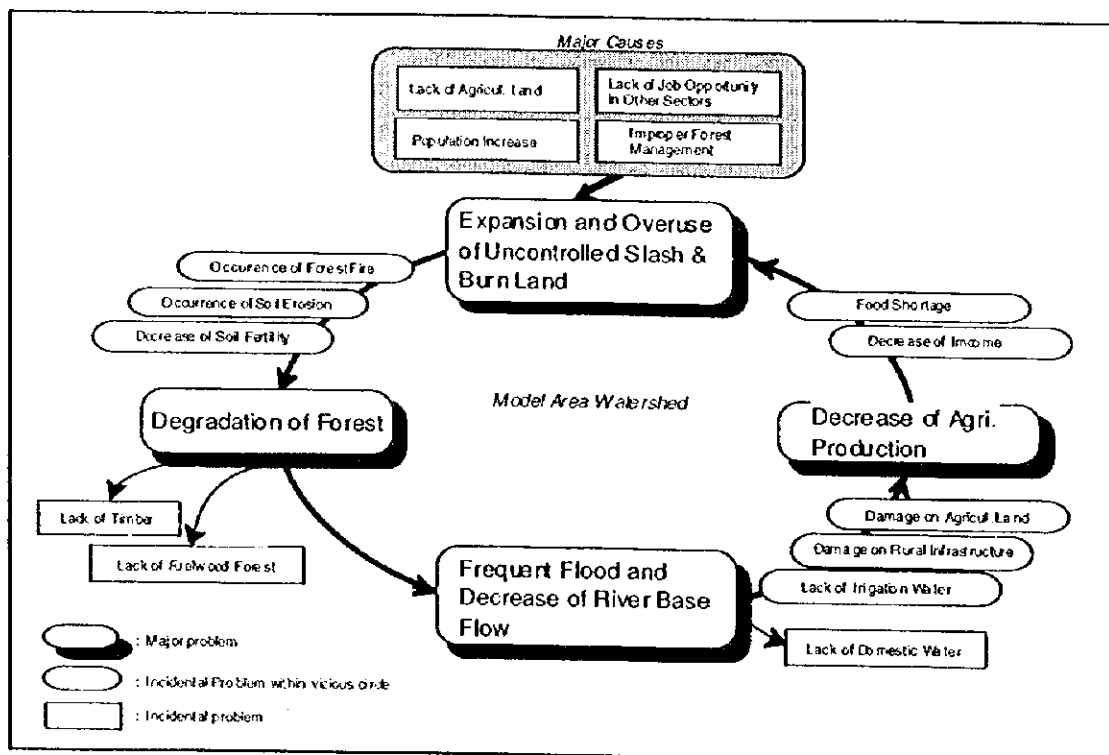 Major Causes
Lack of Agricul. Land
Lack of Job Opportunity
In Other Sectors
Population Increase
Improper Forest
Management
Expansion and Overuse
of Uncontrolled Slash &
Burn Land
Occurance of Forest Fire
Occurrence of Soil Erosion
Decrease of Soil Fertility
Food Shortage
Decrease of Imcome
Degradation of Forest
Model Area Watershed
Decrease of Agri.
Production
Lack of Timber
Lack of Fuelwood Forest
Damage on Agricul. Land
Damage on Rural Infrastructure
Lack of Irrigation Water
Frequent Flood and
Decrease of River Base
Flow
Lack of Domestic Water
: Major problem
: Incidental Problem within vicious circle
: Incidental problem